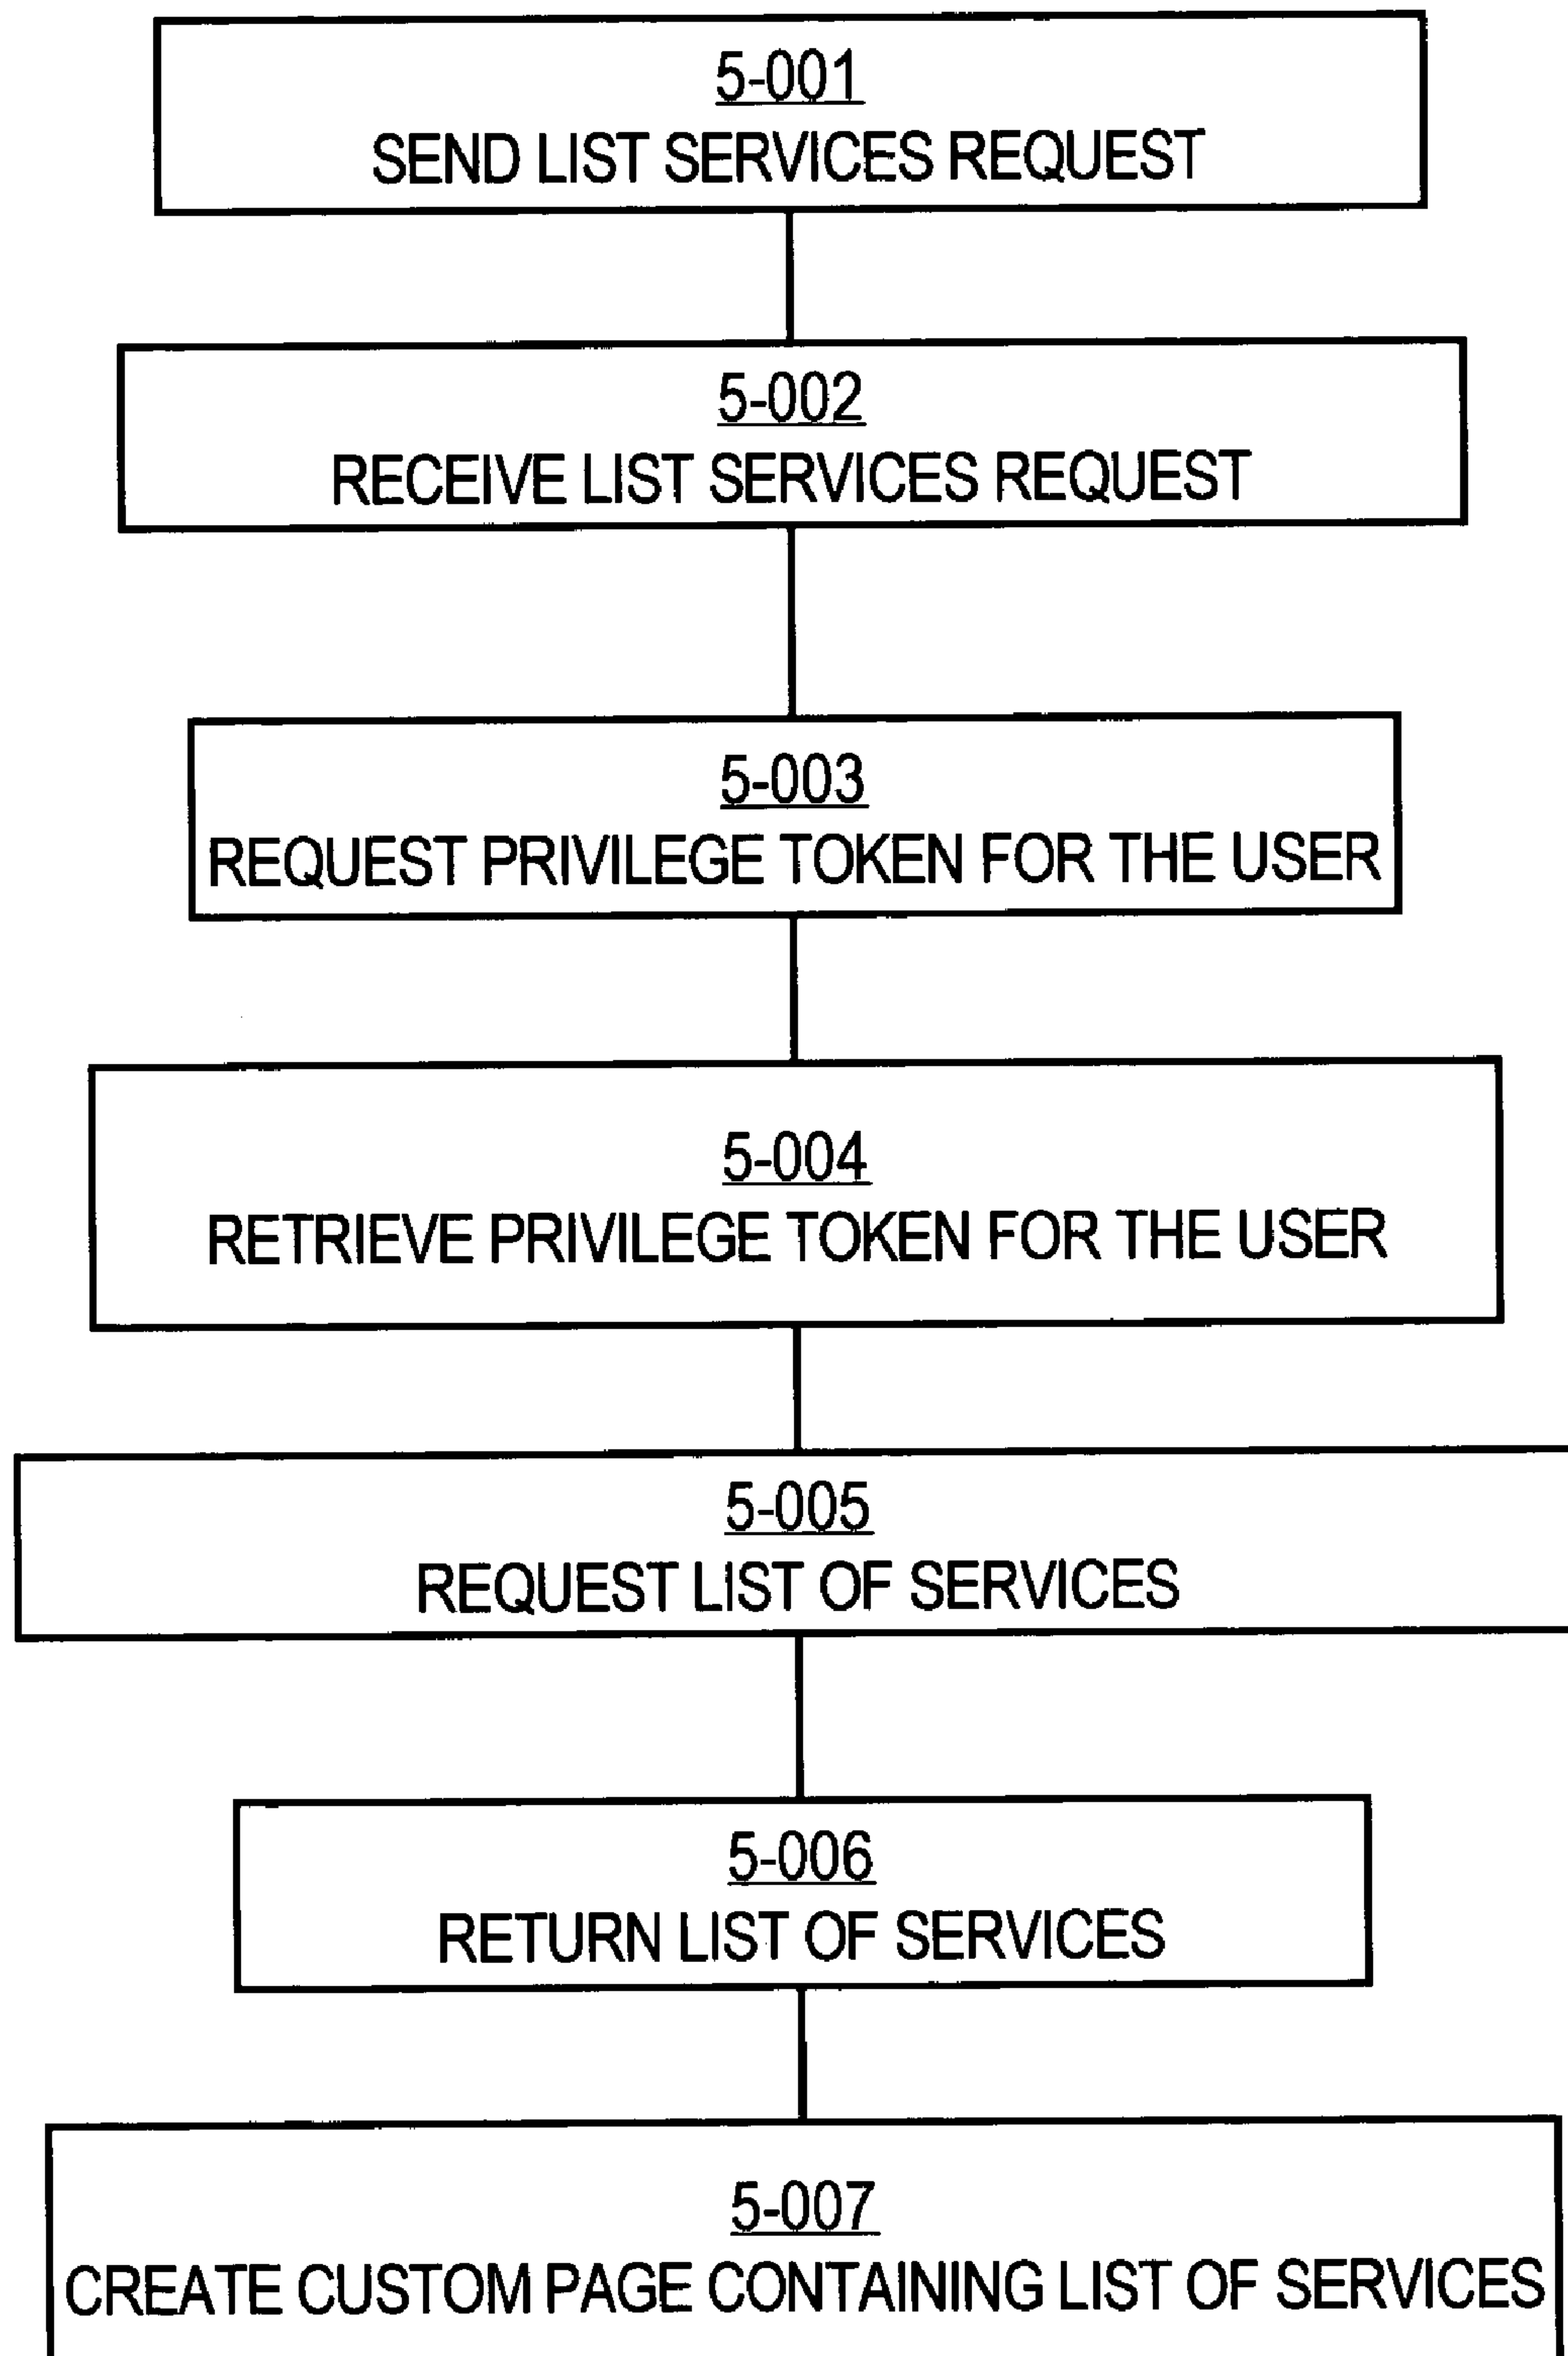 5-001
SEND LIST SERVICES REQUEST
5-002
RECEIVE LIST SERVICES REQUEST
5-003
REQUEST PRIVILEGE TOKEN FOR THE USER
5-004
RETRIEVE PRIVILEGE TOKEN FOR THE USER
5-005
REQUEST LIST OF SERVICES
5-006
RETURN LIST OF SERVICES
5-007
CREATE CUSTOM PAGE CONTAINING LIST OF SERVICES